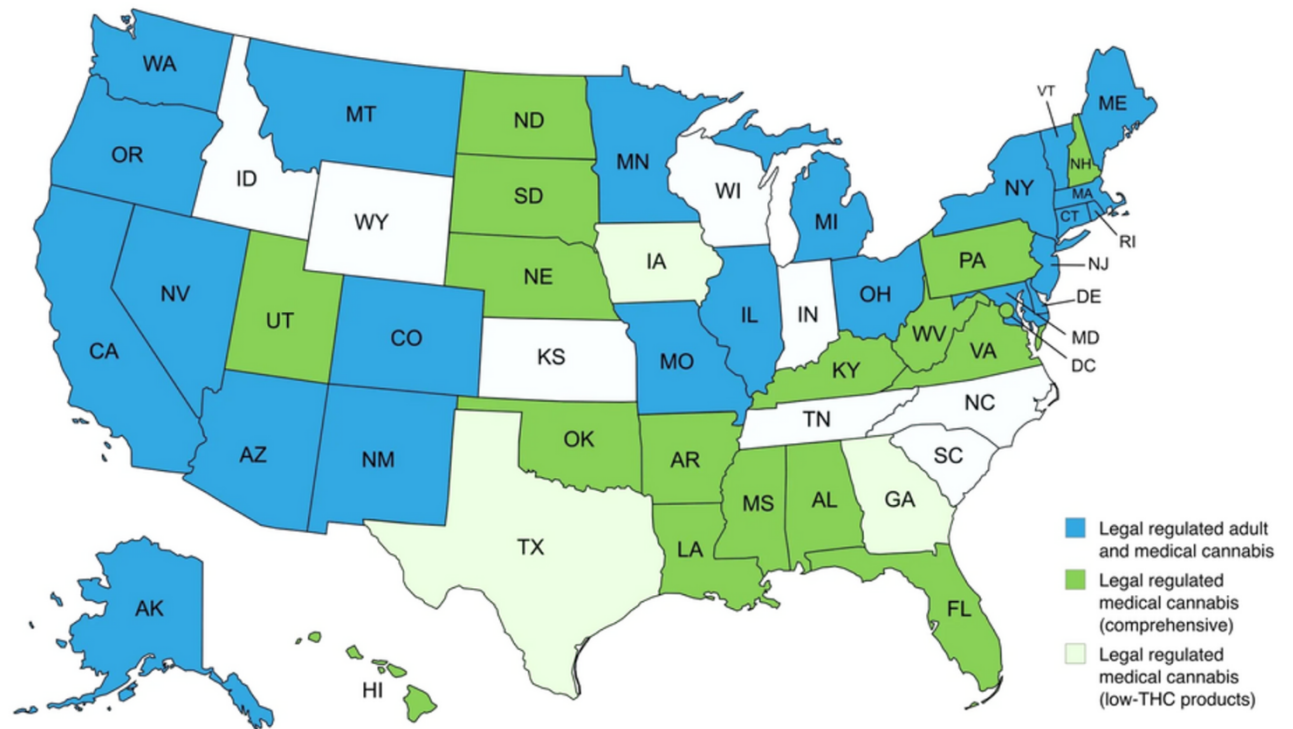 WA
MT
ND
MN
OR
ID
SD
WI
VT
ME
NH
NY
MA
CT
RI
WY
MI
IA
PA
NJ
NE
NV
UT
CO
IL
IN
OH
DE
MD
DC
CA
KS
MO
WV
VA
KY
NC
TN
AZ
NM
OK
AR
SC
MS
AL
GA
TX
LA
FL
AK
HI
Legal regulated adult
and medical cannabis
Legal regulated
medical cannabis
(comprehensive)
Legal regulated
medical cannabis
(low-THC products)